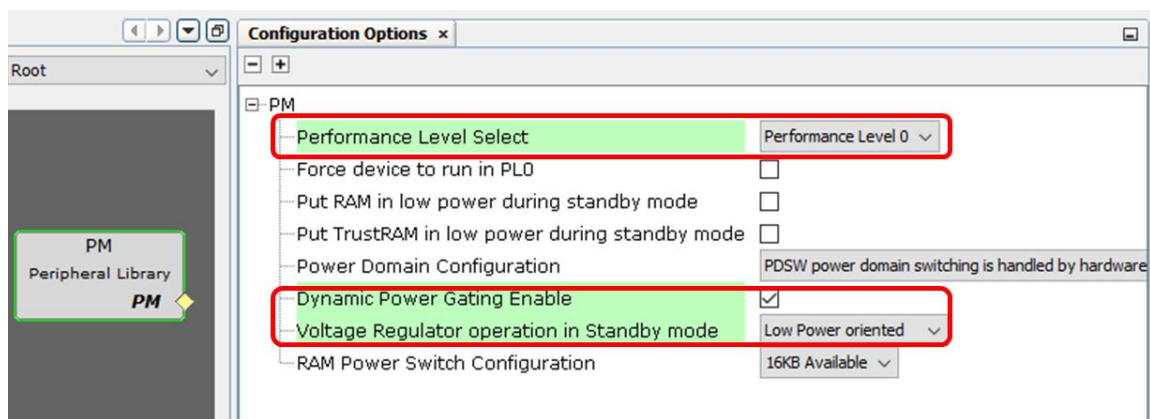 Configuration Options ×
Root
PM
Performance Level Select Performance Level 0
Force device to run in PL0
Put RAM in low power during standby mode
Put TrustRAM in low power during standby mode
Power Domain Configuration PDSW power domain switching is handled by hardware
Dynamic Power Gating Enable
Voltage Regulator operation in Standby mode Low Power oriented
RAM Power Switch Configuration 16KB Available
PM
Peripheral Library
PM